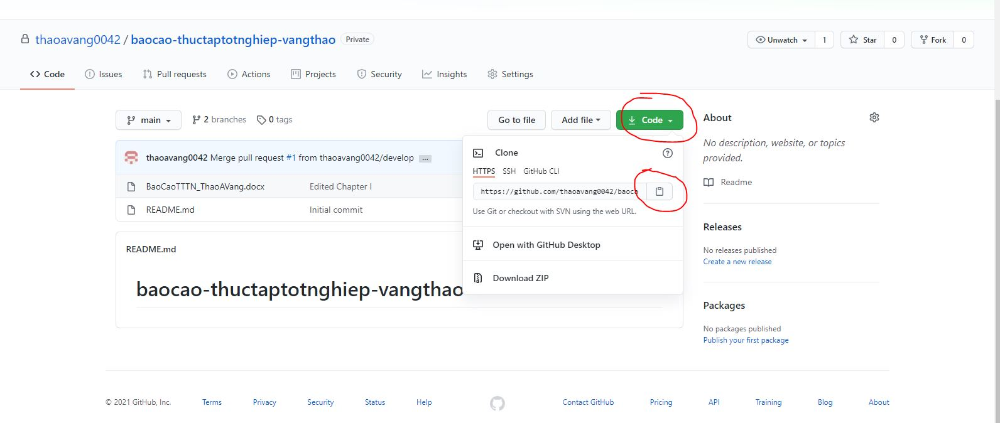 thaoavang0042 / baocao-thuctaptotnghiep-vangthao Private
Unwatch 1 Star 0 Fork 0
Code Issues Pull requests Actions Projects Security Insights Settings
main 2 branches 0 tags Go to file Add file Code
thaoavang0042 Merge pull request #1 from thaoavang0042/develop ...
BaoCaoTTTN_ThaoAVang.docx Edited Chapter I
README.md Initial commit
Clone
HTTPS SSH GitHub CLI
https://github.com/thaoavang0042/baoca
Use Git or checkout with SVN using the web URL.
Open with GitHub Desktop
Download ZIP
README.md
baocao-thuctaptotnghiep-vangthao
About
No description, website, or topics
provided.
Readme
Releases
No releases published
Create a new release
Packages
No packages published
Publish your first package
© 2021 GitHub, Inc. Terms Privacy Security Status Help Contact GitHub Pricing API Training Blog About